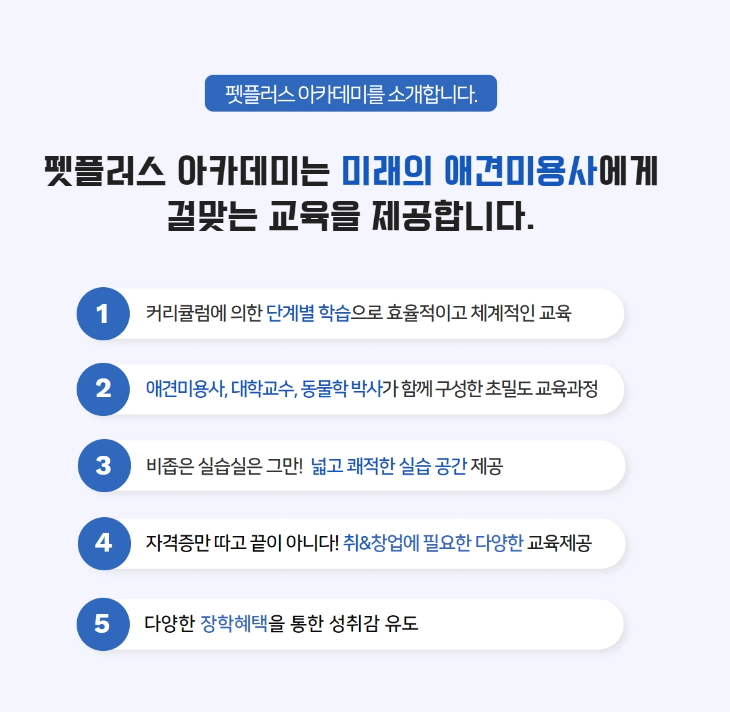 펫플러스 아카데미를 소개합니다.
펫플러스 아카데미는 미래의 애견미용사에게
걸맞는 교육을 제공합니다.
1 커리큘럼에 의한 단계별 학습으로 효율적이고 체계적인 교육
2 애견미용사, 대학교수, 동물학 박사가 함께 구성한 초밀도 교육과정
3 비좁은 실습실은 그만! 넓고 쾌적한 실습 공간 제공
4 자격증만 따고 끝이 아니다! 취&창업에 필요한 다양한 교육제공
5 다양한 장학혜택을 통한 성취감 유도